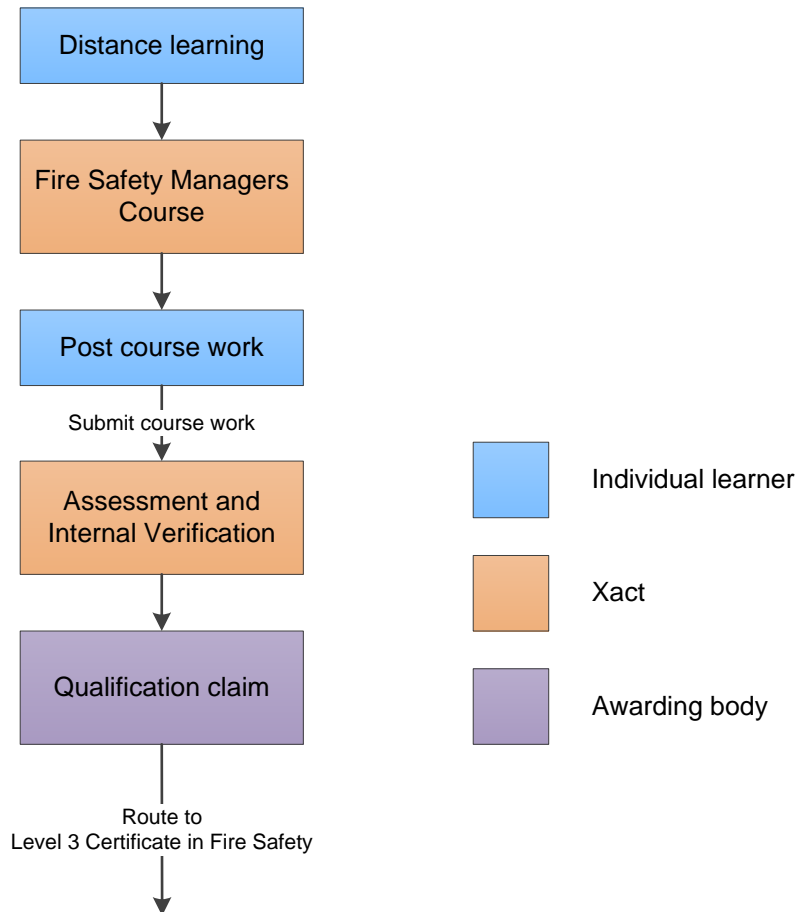 Distance learning
Fire Safety Managers
Course
Post course work
Submit course work
Assessment and
Internal Verification
Qualification claim
Route to
Level 3 Certificate in Fire Safety
Individual learner
Xact
Awarding body